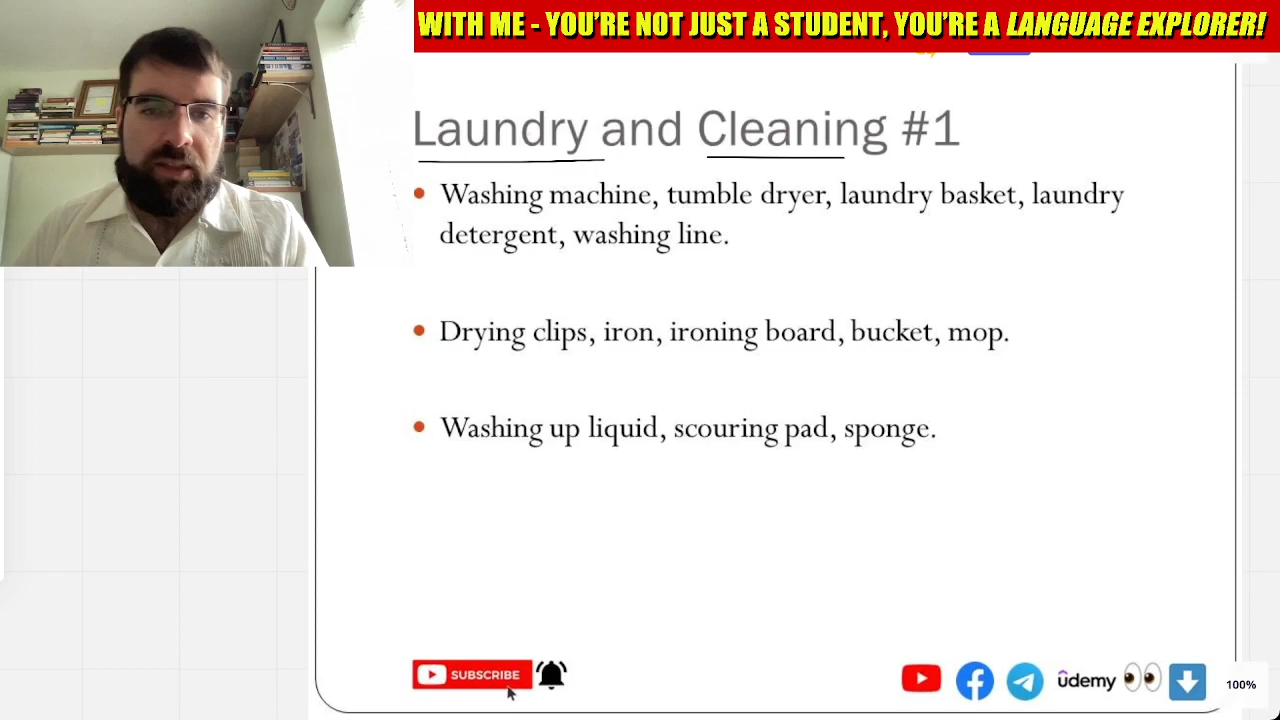 WITH ME - YOU'RE NOT JUST A STUDENT, YOU'RE A LANGUAGE EXPLORER!
Laundry and Cleaning #1
• Washing machine, tumble dryer, laundry basket, laundry
detergent, washing line.
• Drying clips, iron, ironing board, bucket, mop.
• Washing up liquid, scouring pad, sponge.
SUBSCRIBE
ûdemy
100%